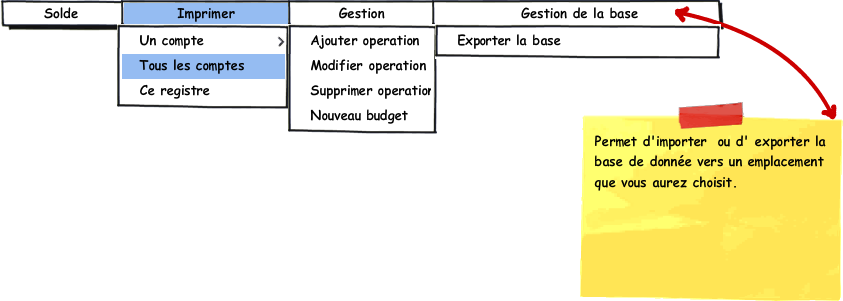 Solde Imprimer Gestion Gestion de la base
Un compte
Tous les comptes
Ce registre
Ajouter operation
Modifier operation
Supprimer operation
Nouveau budget
Exporter la base
Permet d'importer ou d' exporter la
base de donnée vers un emplacement
que vous aurez choisit.